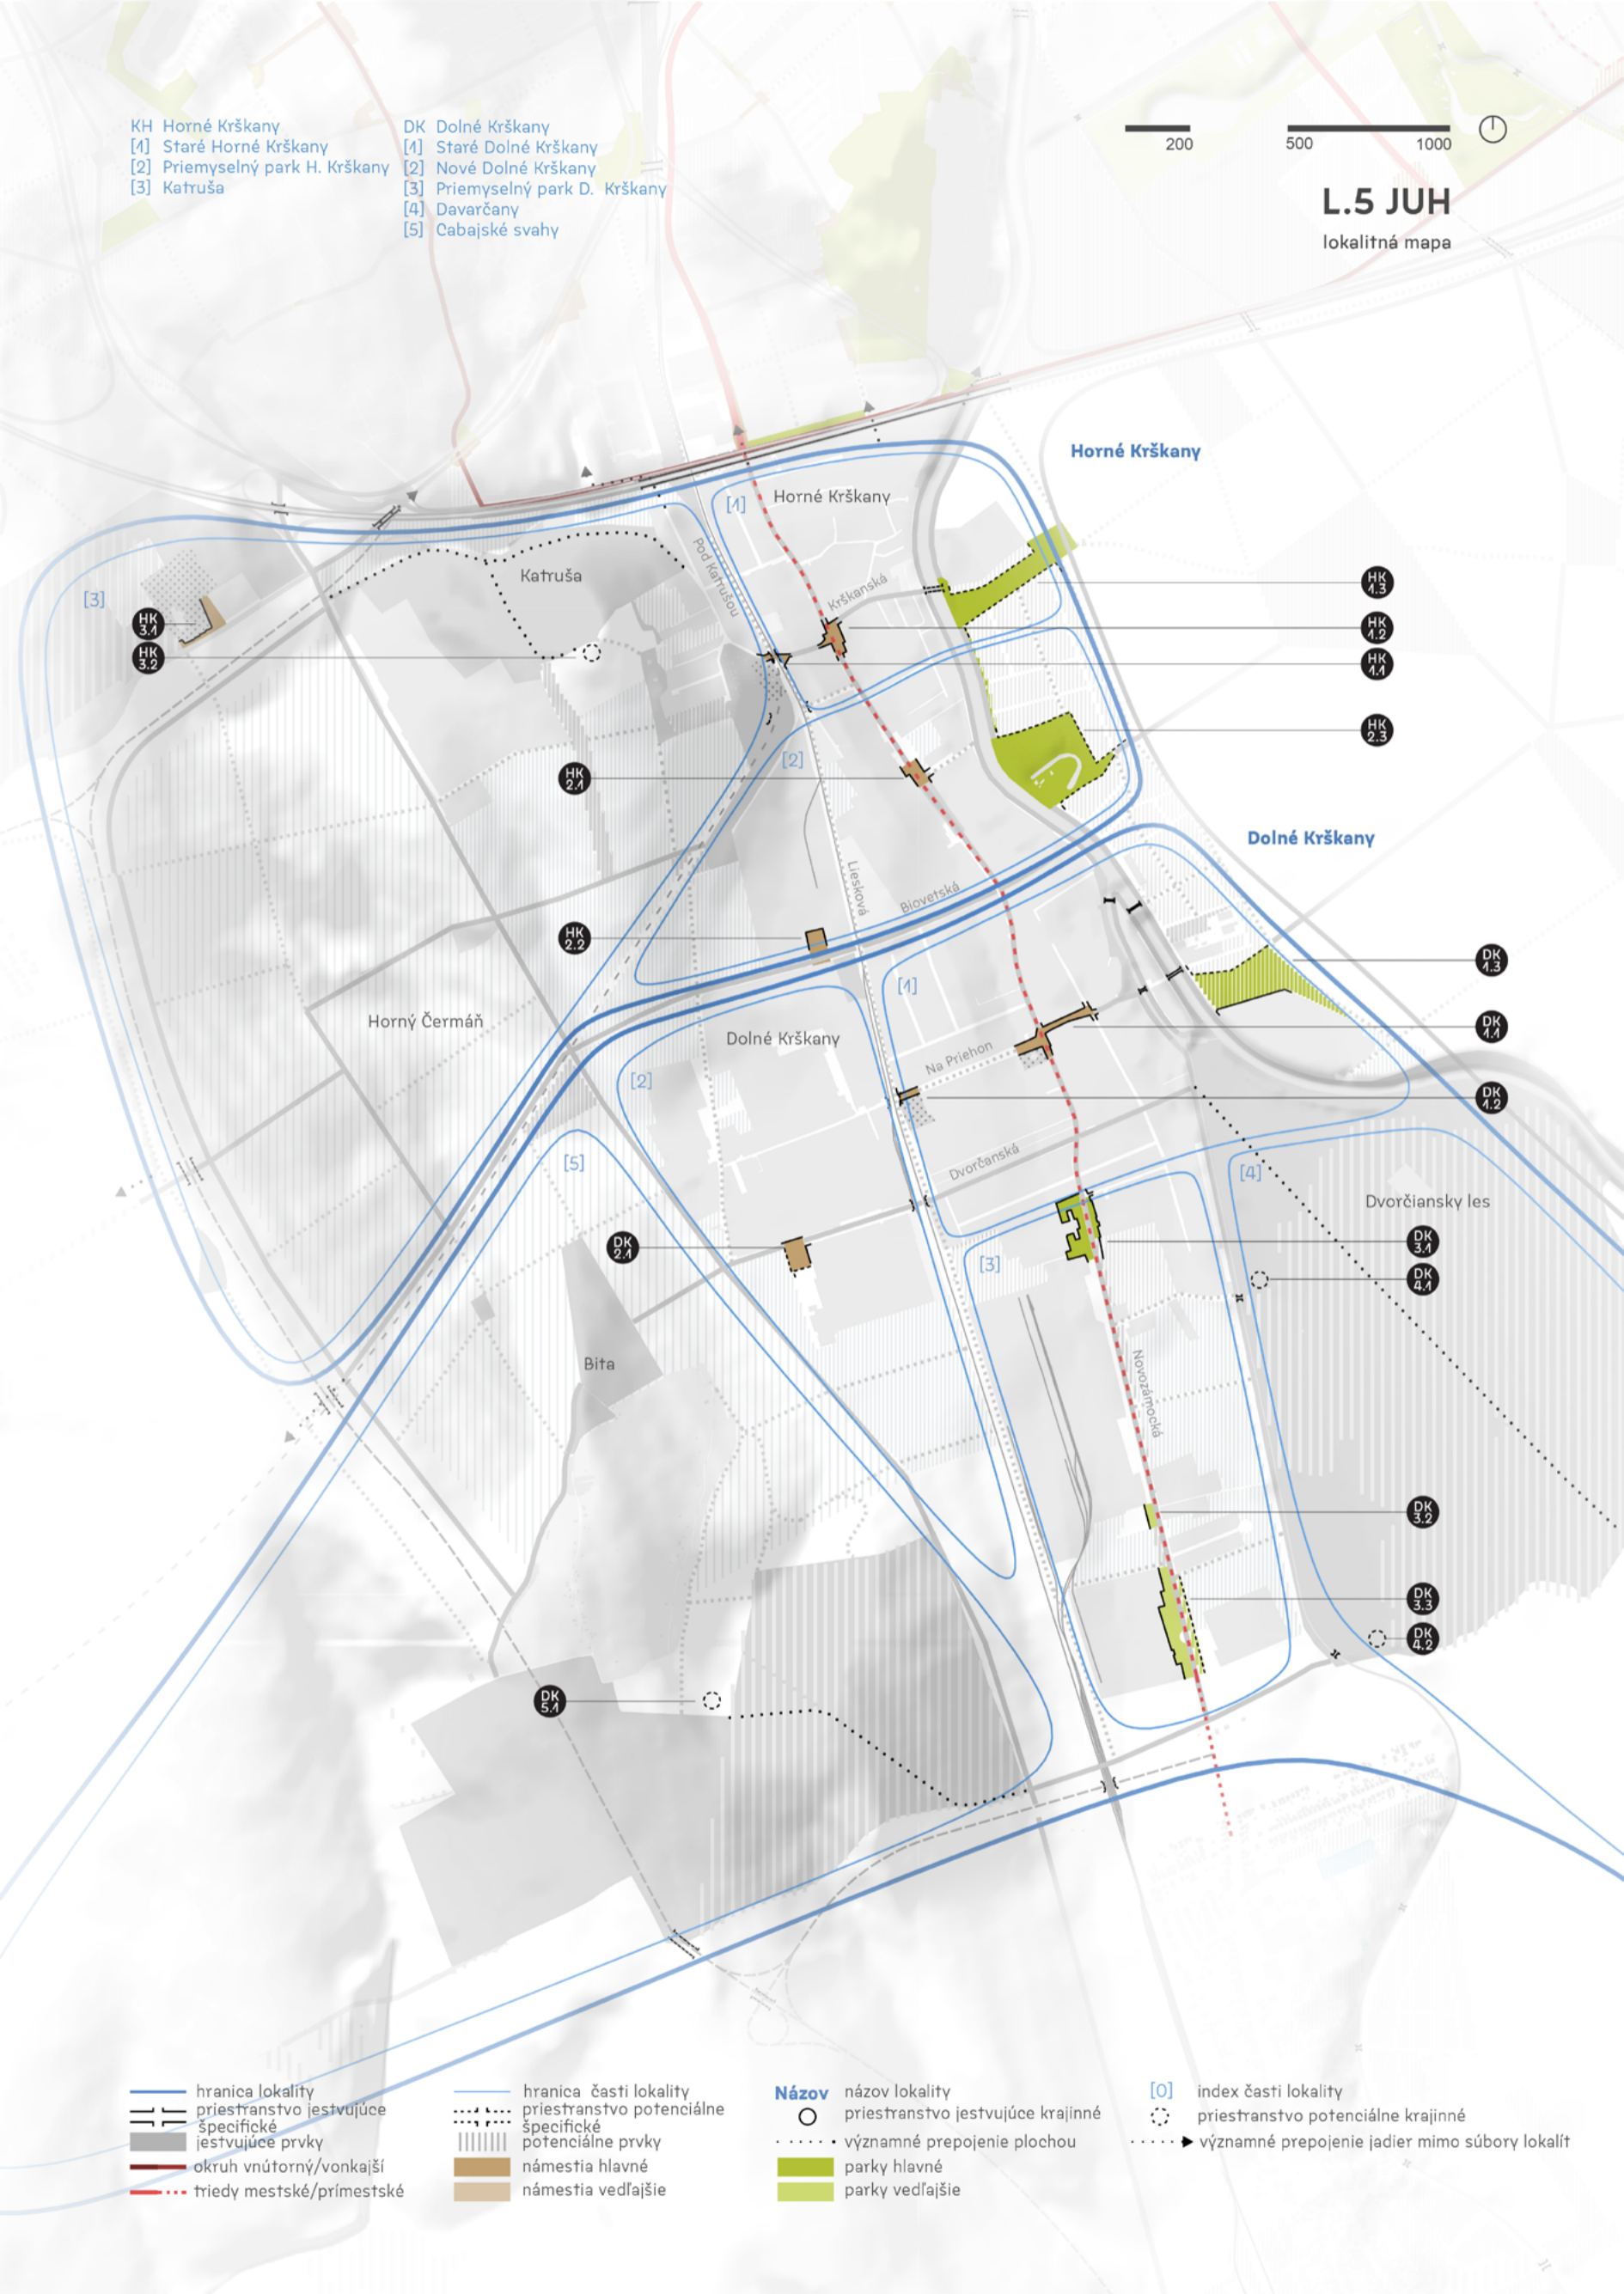 KH Horné Krškany
[1] Staré Horné Krškany
[2] Priemyselný park H. Krškany
[3] Katruša
DK Dolné Krškany
[1] Staré Dolné Krškany
[2] Nové Dolné Krškany
[3] Priemyselný park D. Krškany
[4] Davarčany
[5] Cabajské svahy
200 500 1000
L.5 JUH
lokalitná mapa
Horné Krškany
Horné Krškany
[1]
Pod Katrušou
Katruša
Krškanská
[3]
HK 1.3
HK 3.1
HK 1.2
HK 3.2
HK 1.1
HK 2.3
[2]
HK 2.1
Dolné Krškany
Liesková
Biovetská
HK 2.2
DK 1.3
[1]
Horný Čermáň
DK 1.1
Dolné Krškany
Na Priehon
[2]
DK 1.2
Dvorčanská
[5]
[4]
Dvorčiansky les
DK 3.1
DK 2.1
[3]
DK 4.1
Bita
Novozámocká
DK 3.2
DK 3.3
DK 4.2
DK 5.1
hranica lokality
priestranstvo jestvujúce
špecifické
jestvujúce prvky
okruh vnútorný/vonkajší
triedy mestské/prímestské
hranica časti lokality
priestranstvo potenciálne
špecifické
potenciálne prvky
námestia hlavné
námestia vedľajšie
Názov názov lokality
priestranstvo jestvujúce krajinné
významné prepojenie plochou
parky hlavné
parky vedľajšie
[0] index časti lokality
priestranstvo potenciálne krajinné
významné prepojenie jadier mimo súbory lokalít